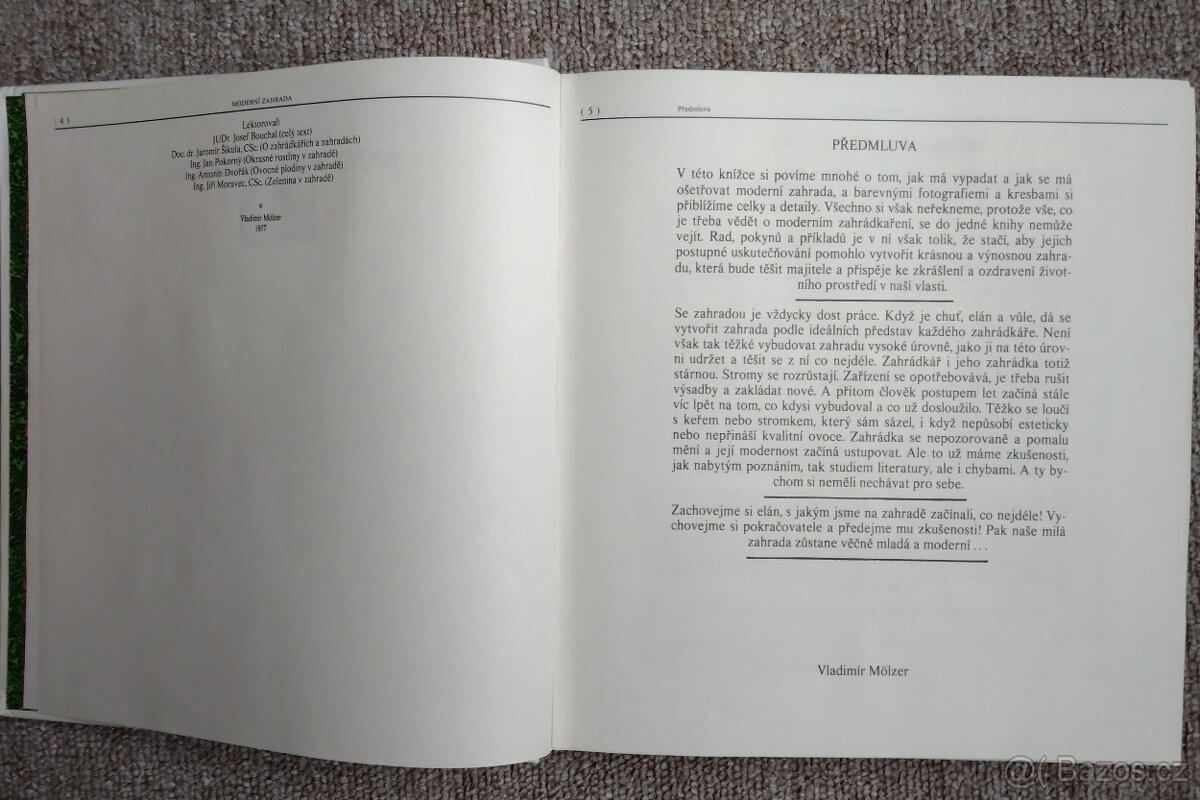 MODERNÍ ZAHRADA
( 4 )
Lektorovali
JUDr. Josef Bouchal (celý text)
Doc. dr. Jaromír Šikula, CSc. (O zahrádkářích a zahradách)
Ing. Jan Pokorný (Okrasné rostliny v zahradě)
Ing. Antonín Dvořák (Ovocné plodiny v zahradě)
Ing. Jiří Moravec, CSc. (Zelenina v zahradě)
©
Vladimír Mölzer
1977
( 5 ) Předmluva
PŘEDMLUVA
V této knížce si povíme mnohé o tom, jak má vypadat a jak se má
ošetřovat moderní zahrada, a barevnými fotografiemi a kresbami si
přiblížíme celky a detaily. Všechno si však neřekneme, protože vše, co
je třeba vědět o moderním zahrádkaření, se do jedné knihy nemůže
vejít. Rad, pokynů a příkladů je v ní však tolik, že stačí, aby jejich
postupné uskutečňování pomohlo vytvořit krásnou a výnosnou zahra-
du, která bude těšit majitele a přispěje ke zkrášlení a ozdravení život-
ního prostředí v naší vlasti.
Se zahradou je vždycky dost práce. Když je chuť, elán a vůle, dá se
vytvořit zahrada podle ideálních představ každého zahrádkáře. Není
však tak těžké vybudovat zahradu vysoké úrovně, jako ji na této úrov-
ni udržet a těšit se z ní co nejdéle. Zahrádkář i jeho zahrádka totiž
stárnou. Stromy se rozrůstají. Zařízení se opotřebovává, je třeba rušit
výsadby a zakládat nové. A přitom člověk postupem let začíná stále
víc lpět na tom, co kdysi vybudoval a co už dosloužilo. Těžko se loučí
s keřem nebo stromkem, který sám sázel, i když nepůsobí esteticky
nebo nepřináší kvalitní ovoce. Zahrádka se nepozorovaně a pomalu
mění a její modernost začíná ustupovat. Ale to už máme zkušenosti,
jak nabytým poznáním, tak studiem literatury, ale i chybami. A ty by-
chom si neměli nechávat pro sebe.
Zachovejme si elán, s jakým jsme na zahradě začínali, co nejdéle! Vy-
chovejme si pokračovatele a předejme mu zkušenosti! Pak naše milá
zahrada zůstane věčně mladá a moderní ...
Vladimír Mölzer
@( Bazos.cz